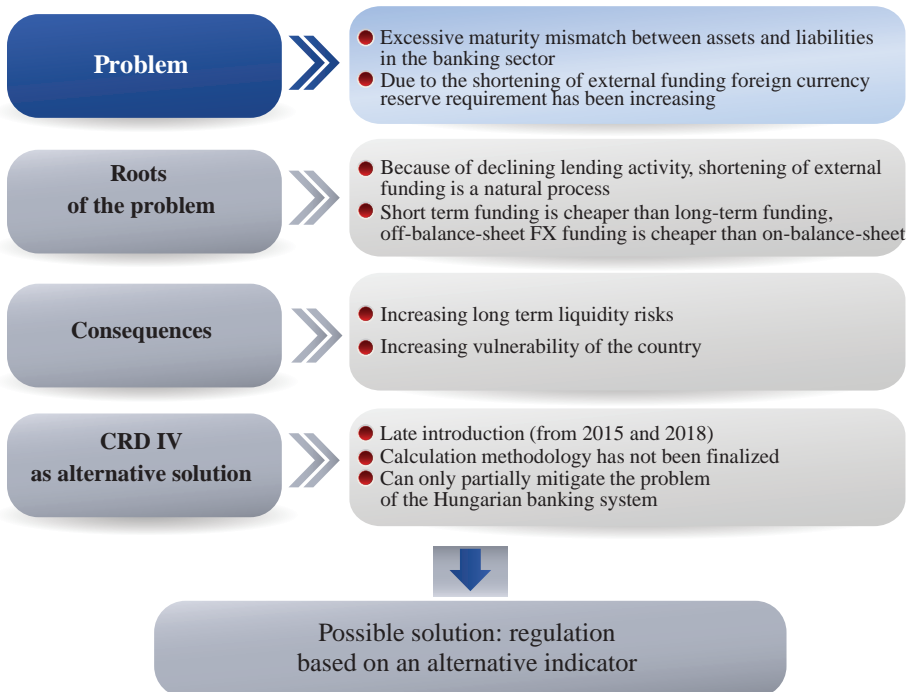 Problem
Excessive maturity mismatch between assets and liabilities
in the banking sector
Due to the shortening of external funding foreign currency
reserve requirement has been increasing
Roots
of the problem
Because of declining lending activity, shortening of external
funding is a natural process
Short term funding is cheaper than long-term funding,
off-balance-sheet FX funding is cheaper than on-balance-sheet
Consequences
Increasing long term liquidity risks
Increasing vulnerability of the country
CRD IV
as alternative solution
Late introduction (from 2015 and 2018)
Calculation methodology has not been finalized
Can only partially mitigate the problem
of the Hungarian banking system
Possible solution: regulation
based on an alternative indicator